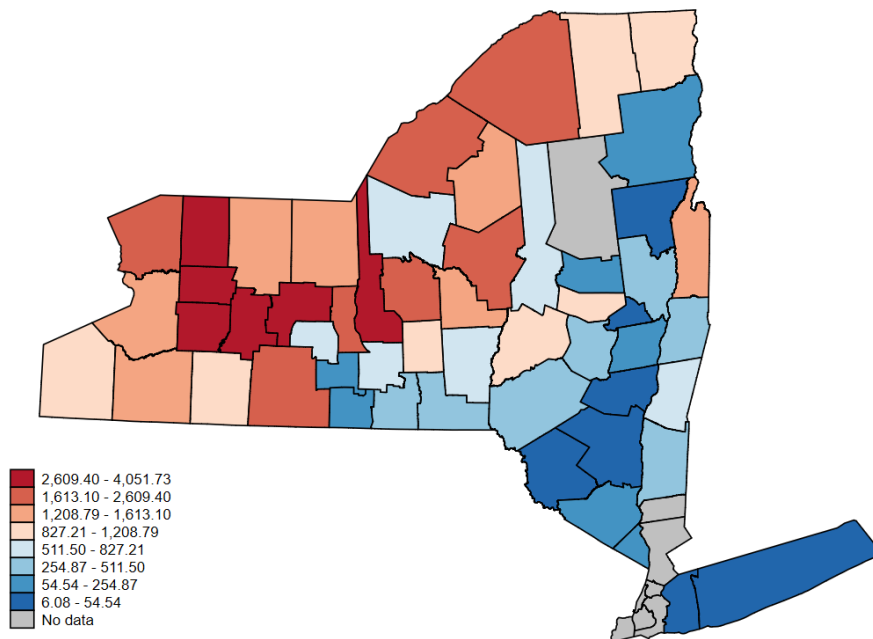 2,609.40 - 4,051.73
1,613.10 - 2,609.40
1,208.79 - 1,613.10
827.21 - 1,208.79
511.50 - 827.21
254.87 - 511.50
54.54 - 254.87
6.08 - 54.54
No data